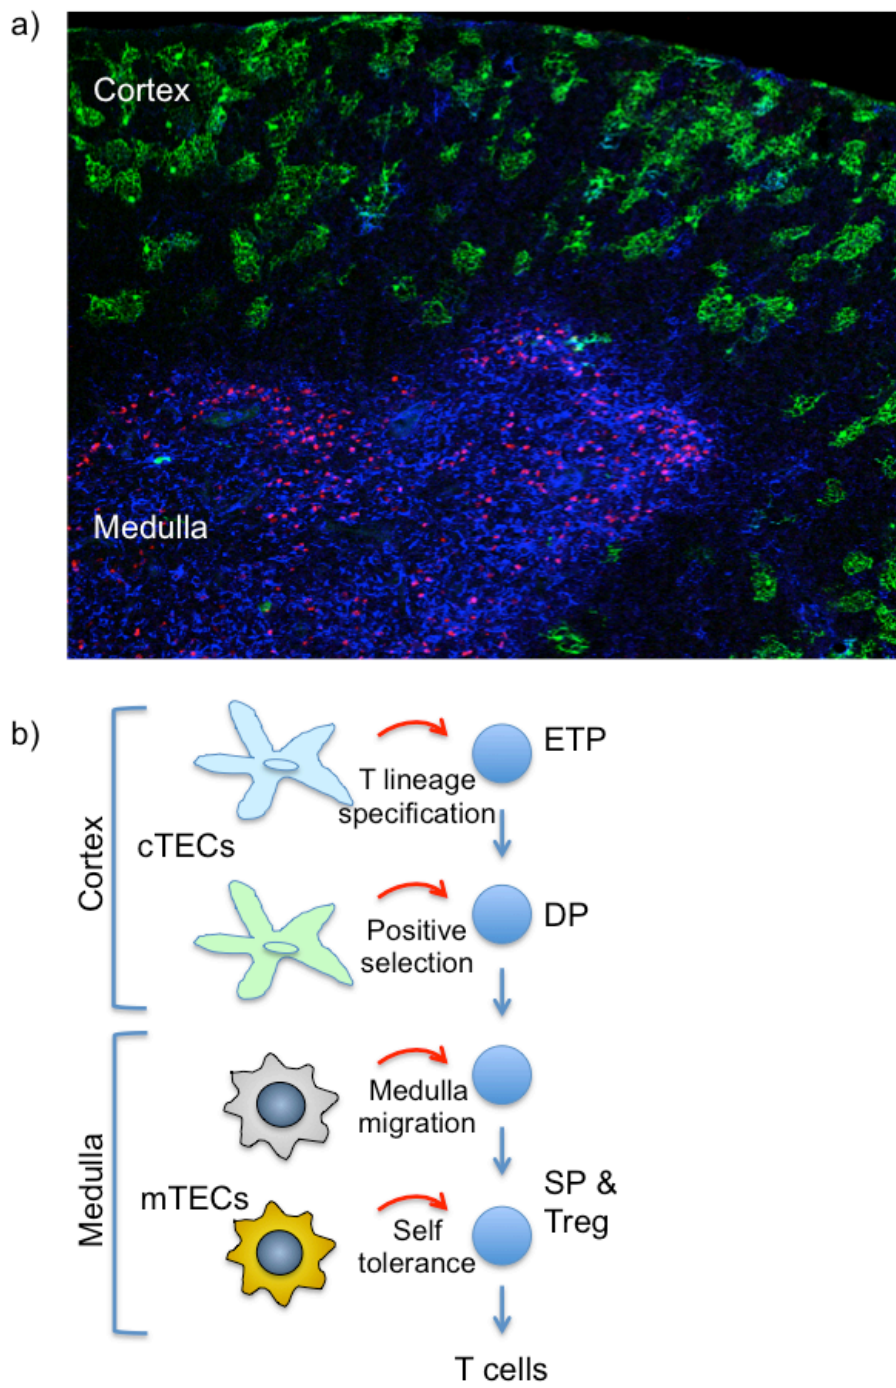 a)
Cortex
Medulla
b)
Cortex
cTECs
T lineage
specification
ETP
Positive
selection
DP
Medulla
mTECs
Medulla
migration
Self
tolerance
SP &
Treg
T cells